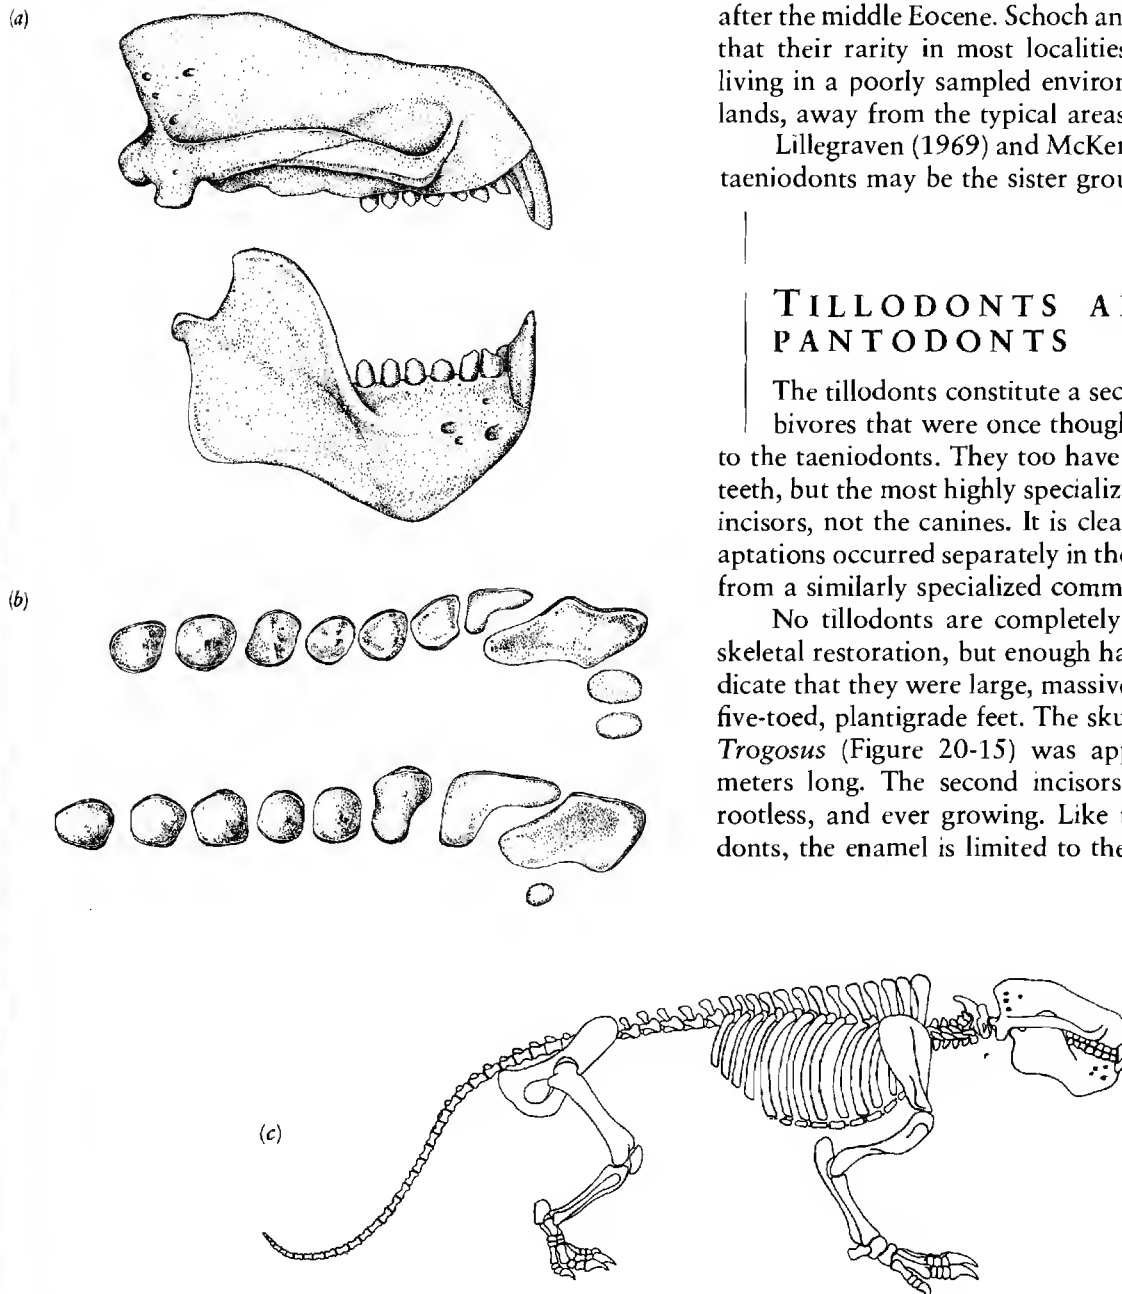 (a)
after the middle Eocene. Schoch an
that their rarity in most localities
living in a poorly sampled environ
lands, away from the typical areas
Lillegraven (1969) and McKer
taeniodonts may be the sister grou
TILLODONTS A
PANTODONTS
The tillodonts constitute a sec
bivores that were once though
to the taeniodonts. They too have
teeth, but the most highly specializ
incisors, not the canines. It is clea
aptations occurred separately in the
from a similarly specialized comm
(b)
No tillodonts are completely
skeletal restoration, but enough ha
dicate that they were large, massive
five-toed, plantigrade feet. The sku
Trogosus (Figure 20-15) was app
meters long. The second incisors
rootless, and ever growing. Like
donts, the enamel is limited to the
(c)